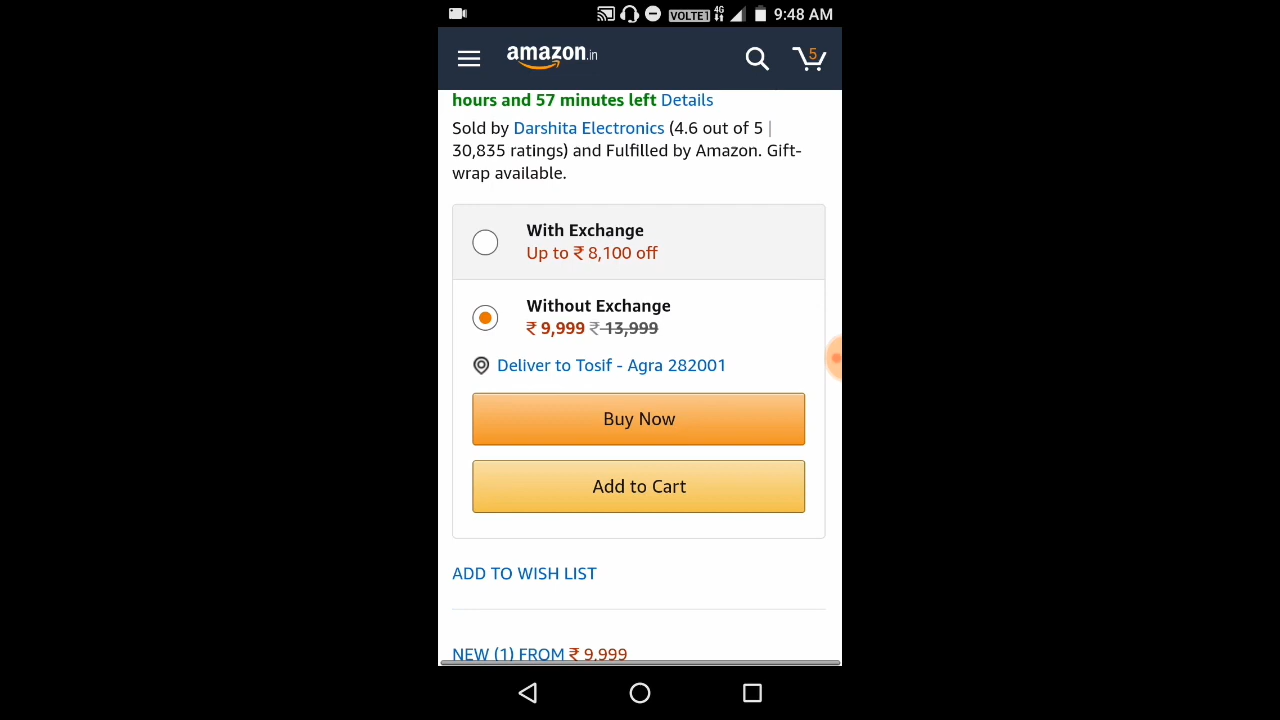 VOLTE1 4G 9:48 AM
amazon.in 5
hours and 57 minutes left Details
Sold by Darshita Electronics (4.6 out of 5 |
30,835 ratings) and Fulfilled by Amazon. Gift-
wrap available.
With Exchange
Up to ₹ 8,100 off
Without Exchange
₹ 9,999 ₹ 13,999
Deliver to Tosif - Agra 282001
Buy Now
Add to Cart
ADD TO WISH LIST
NEW (1) FROM ₹ 9,999